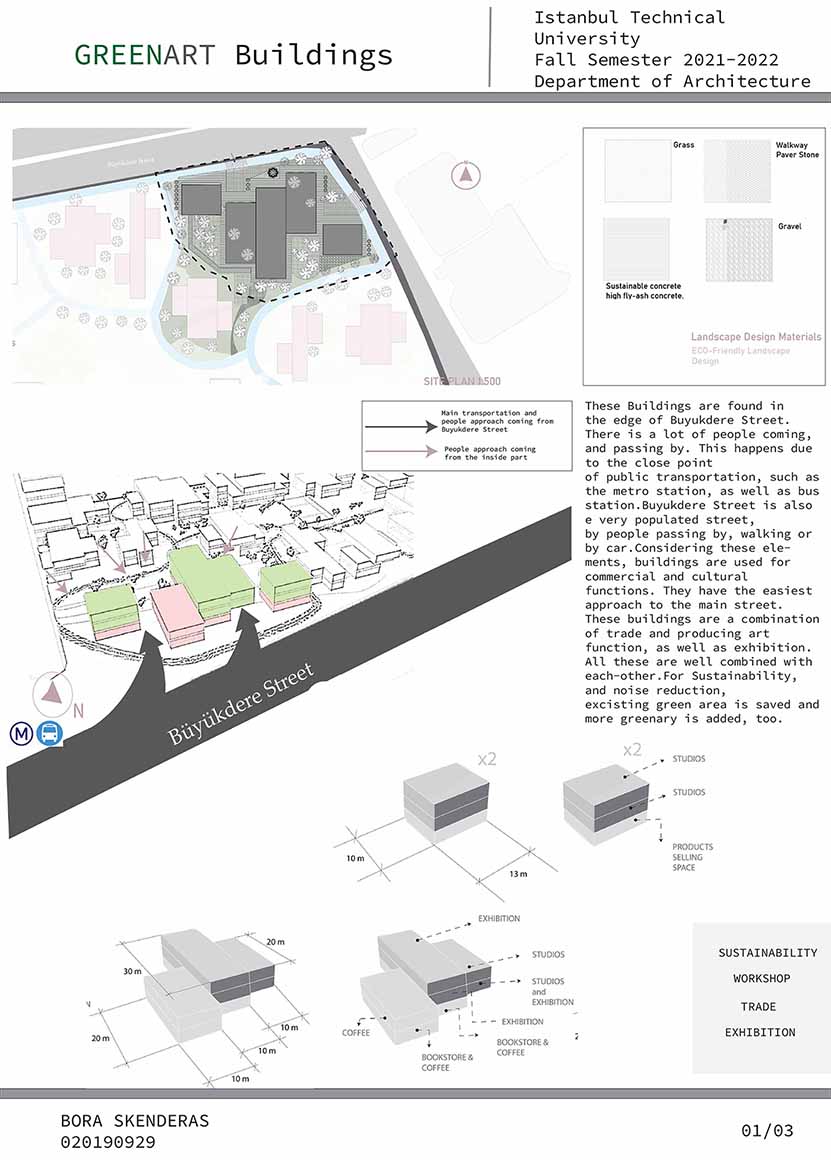 GREENART Buildings
Istanbul Technical
University
Fall Semester 2021-2022
Department of Architecture
Büyükdere Street
SITE PLAN 1:500
Grass
Walkway
Paver Stone
Gravel
Sustainable concrete
high fly-ash concrete.
Landscape Design Materials
ECO-Friendly Landscape
Design
Main transportation and
people approach coming from
Buyukdere Street
People approach coming
from the inside part
These Buildings are found in
the edge of Buyukdere Street.
There is a lot of people coming,
and passing by. This happens due
to the close point
of public transportation, such as
the metro station, as well as bus
station.Buyukdere Street is also
e very populated street,
by people passing by, walking or
by car.Considering these ele-
ments, buildings are used for
commercial and cultural
functions. They have the easiest
approach to the main street.
These buildings are a combination
of trade and producing art
function, as well as exhibition.
All these are well combined with
each-other.For Sustainability,
and noise reduction,
excisting green area is saved and
more greenary is added, too.
N
M
Büyükdere Street
x2
10 m
13 m
x2
STUDIOS
STUDIOS
PRODUCTS
SELLING
SPACE
20 m
30 m
20 m
10 m
10 m
10 m
EXHIBITION
STUDIOS
STUDIOS
and
EXHIBITION
EXHIBITION
BOOKSTORE &
COFFEE
COFFEE
BOOKSTORE &
COFFEE
SUSTAINABILITY
WORKSHOP
TRADE
EXHIBITION
BORA SKENDERAS
020190929
01/03